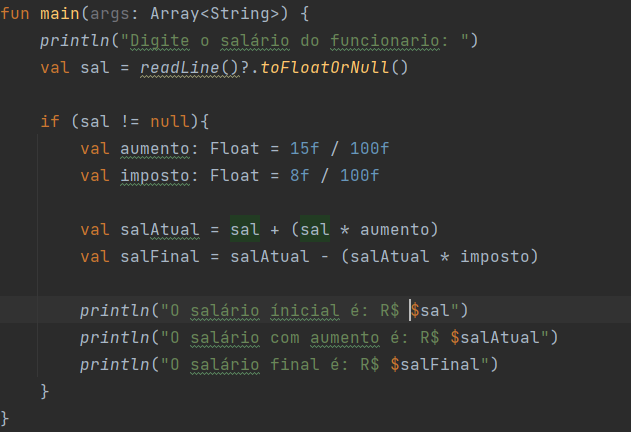 fun main(args: Array<String>) {
    println("Digite o salário do funcionario: ")
    val sal = readLine()?.toFloatOrNull()
    if (sal != null){
        val aumento: Float = 15f / 100f
        val imposto: Float = 8f / 100f
        val salAtual = sal + (sal * aumento)
        val salFinal = salAtual - (salAtual * imposto)
        println("O salário ínicial é: R$ $sal")
        println("O salário com aumento é: R$ $salAtual")
        println("O salário final é: R$ $salFinal")
    }
}